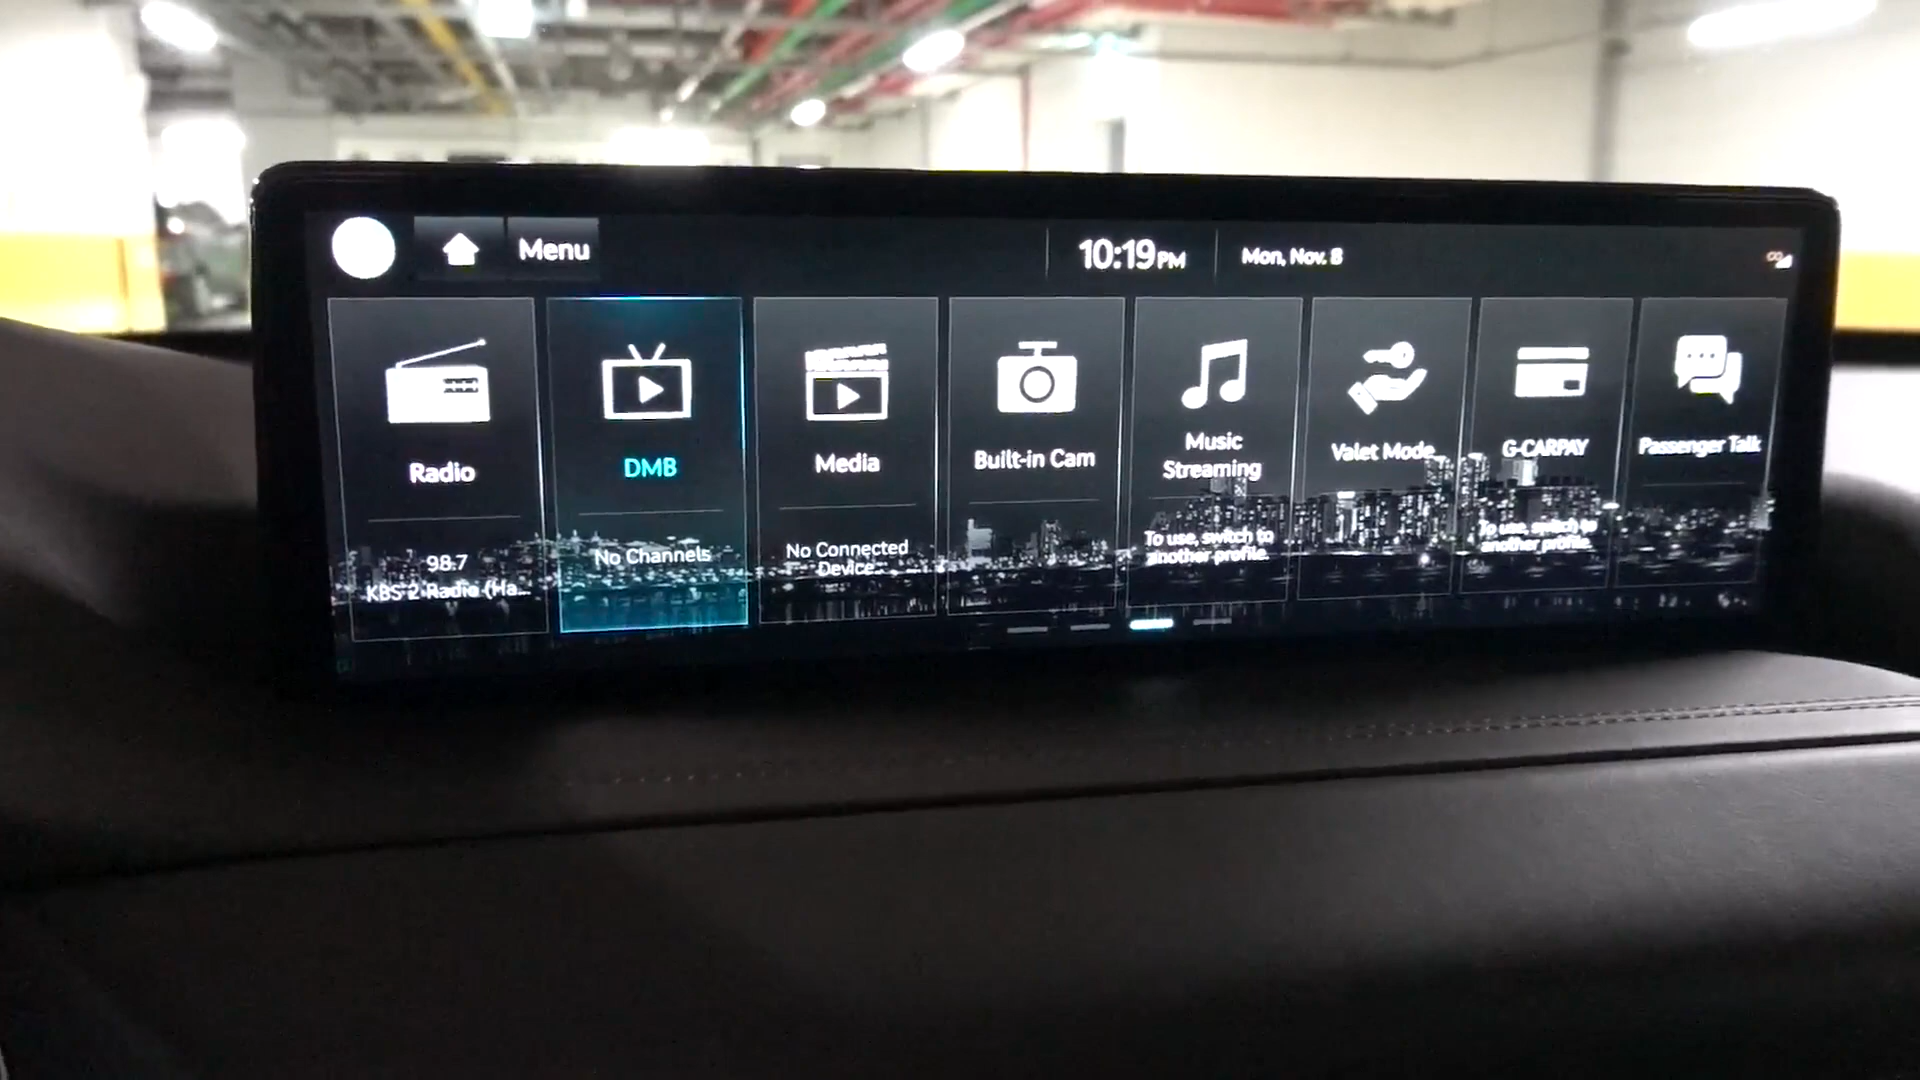 Menu
10:19 PM
Mon, Nov. 8
Radio
98.7
KBS 2 Radio (Ha...
DMB
No Channels
Media
No Connected
Device
Built-in Cam
Music
Streaming
To use, switch to
another profile.
Valet Mode
G-CARPAY
To use, switch to
another profile.
Passenger Talk